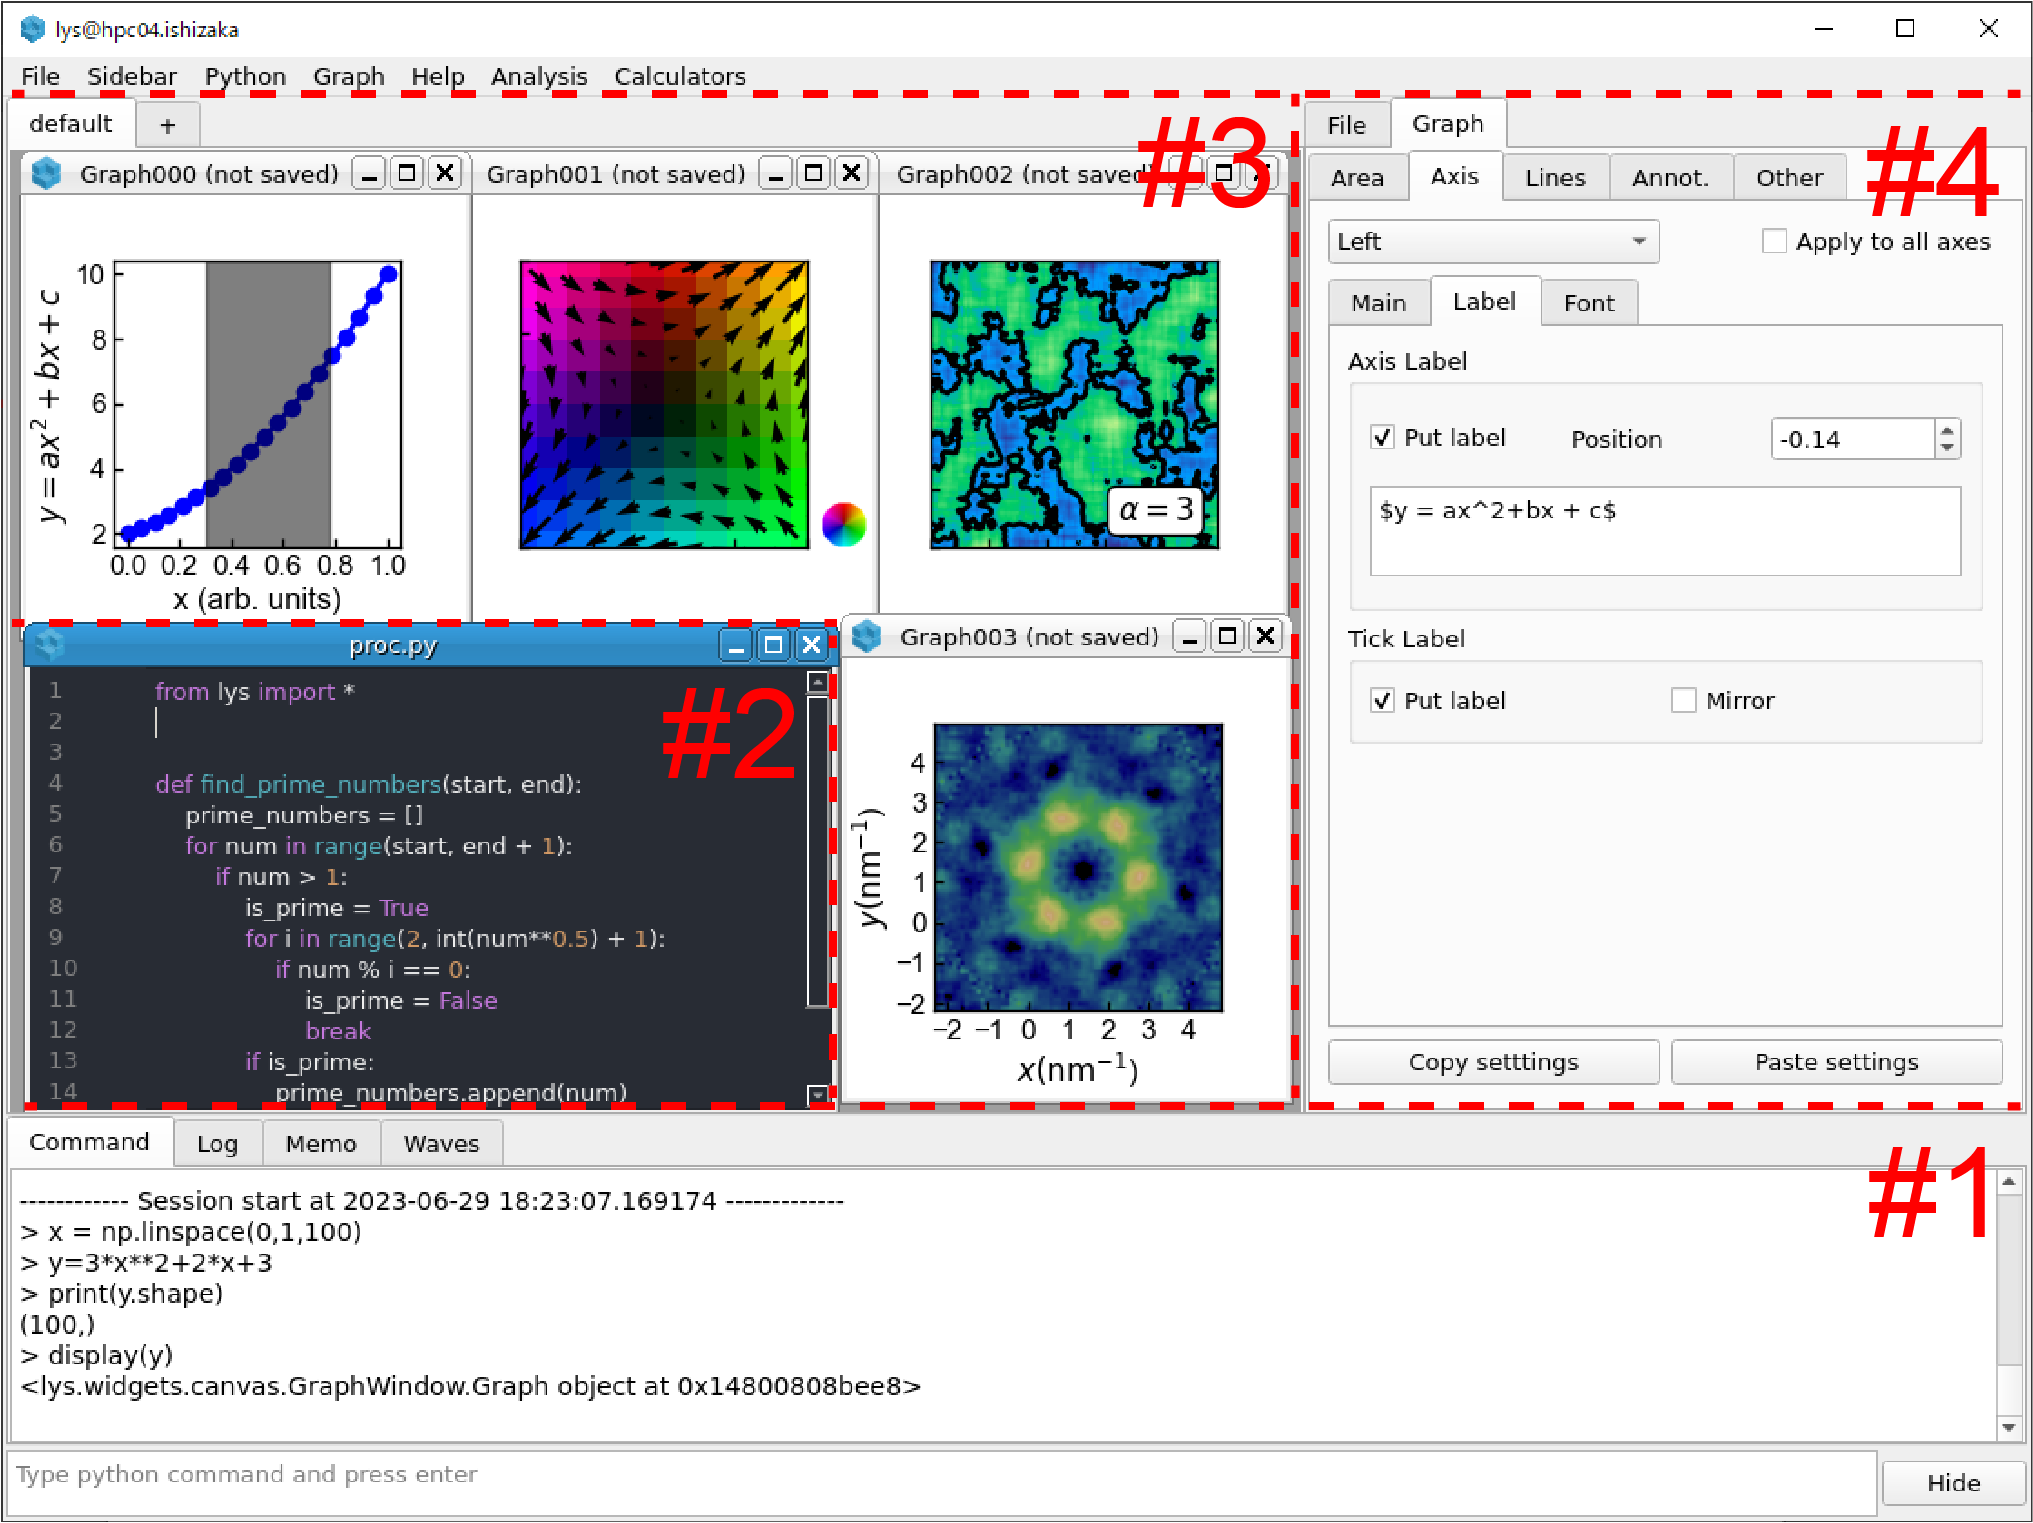 lys@hpc04.ishizaka
File Sidebar Python Graph Help Analysis Calculators
default +
#3
Graph000 (not saved)
Graph001 (not saved)
Graph002 (not saved
y = ax² + bx + c
10
8
6
4
2
0.0 0.2 0.4 0.6 0.8 1.0
x (arb. units)
α = 3
proc.py
#2
1 from lys import *
2
3
4 def find_prime_numbers(start, end):
5 prime_numbers = []
6 for num in range(start, end + 1):
7 if num > 1:
8 is_prime = True
9 for i in range(2, int(num**0.5) + 1):
10 if num % i == 0:
11 is_prime = False
12 break
13 if is_prime:
14 prime_numbers.append(num)
Graph003 (not saved)
y(nm⁻¹)
4
3
2
1
0
−1
−2
−2 −1 0 1 2 3 4
x(nm⁻¹)
File Graph
#4
Area Axis Lines Annot. Other
Left
Apply to all axes
Main Label Font
Axis Label
Put label Position -0.14
$y = ax^2+bx + c$
Tick Label
Put label Mirror
Copy setttings Paste settings
Command Log Memo Waves
#1
------------ Session start at 2023-06-29 18:23:07.169174 -------------
> x = np.linspace(0,1,100)
> y=3*x**2+2*x+3
> print(y.shape)
(100,)
> display(y)
<lys.widgets.canvas.GraphWindow.Graph object at 0x14800808bee8>
Type python command and press enter
Hide